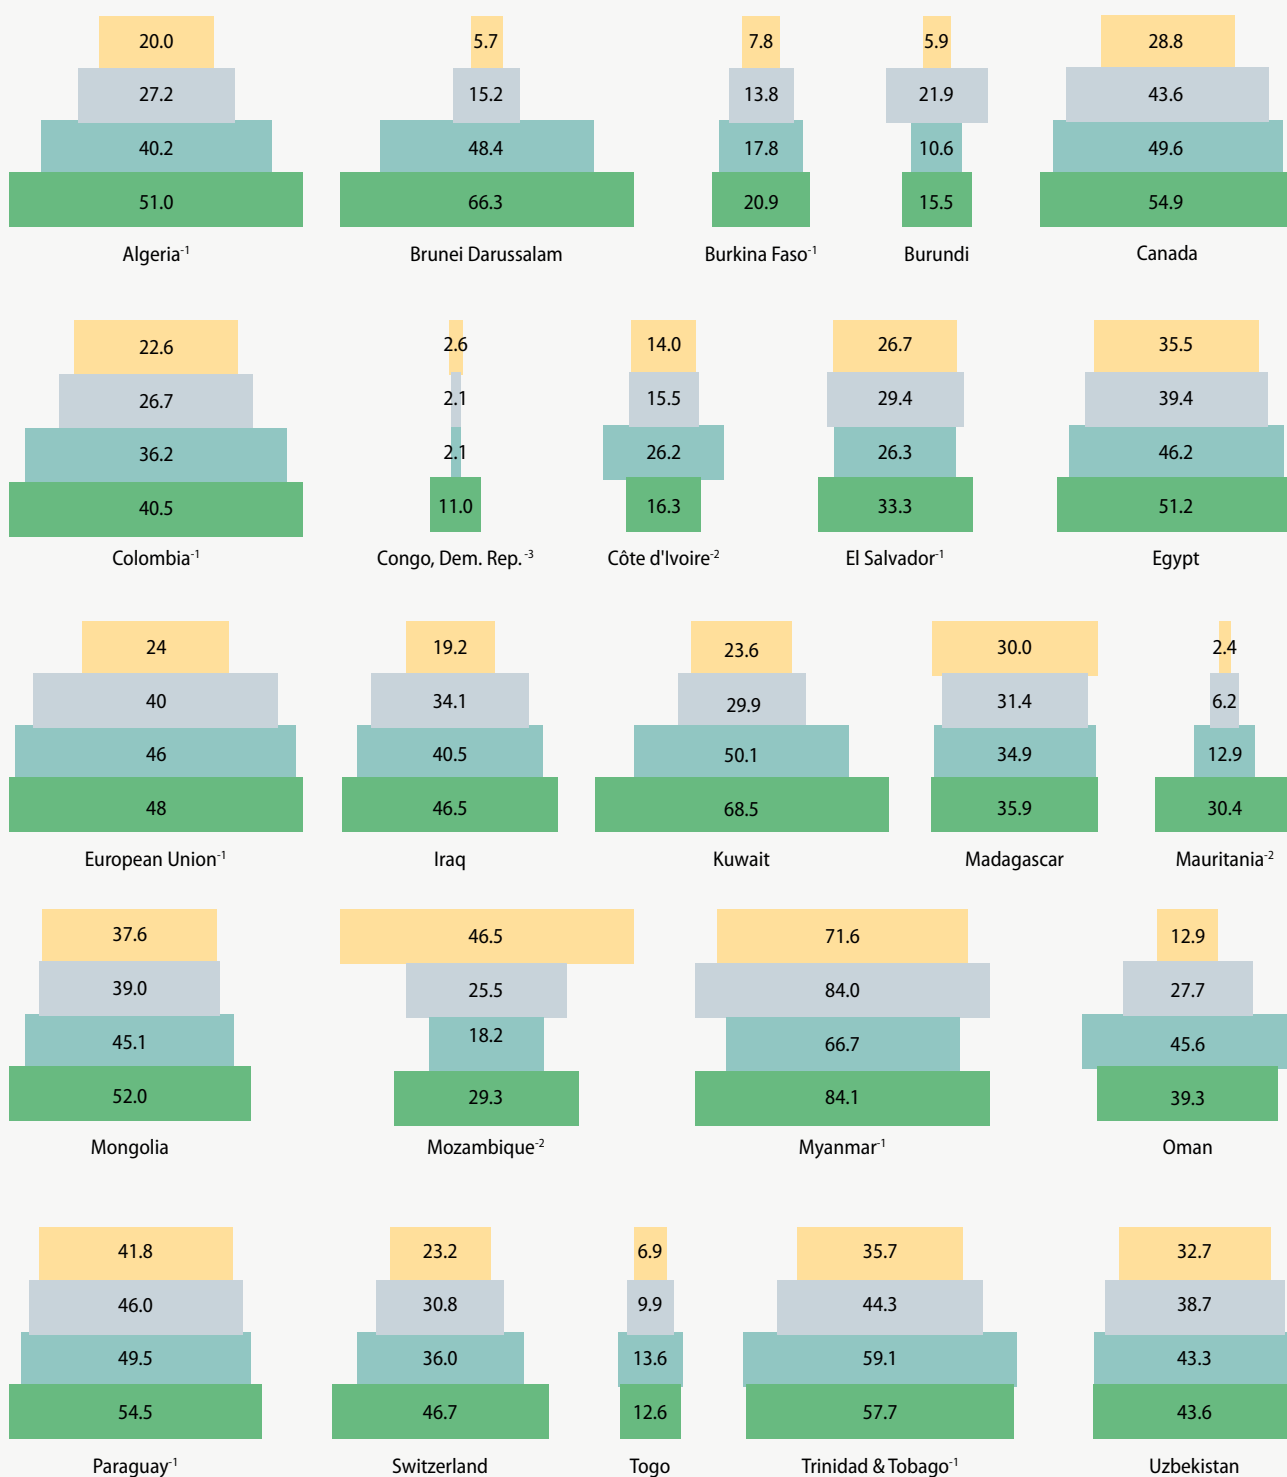 20.0 5.7 7.8 5.9 28.8
27.2 15.2 13.8 21.9 43.6
40.2 48.4 17.8 10.6 49.6
51.0 66.3 20.9 15.5 54.9
Algeria-1 Brunei Darussalam Burkina Faso-1 Burundi Canada
22.6 2.6 14.0 26.7 35.5
26.7 2.1 15.5 29.4 39.4
36.2 2.1 26.2 26.3 46.2
40.5 11.0 16.3 33.3 51.2
Colombia-1 Congo, Dem. Rep. -3 Côte d'Ivoire-2 El Salvador-1 Egypt
24 19.2 23.6 30.0 2.4
40 34.1 29.9 31.4 6.2
46 40.5 50.1 34.9 12.9
48 46.5 68.5 35.9 30.4
European Union-1 Iraq Kuwait Madagascar Mauritania-2
37.6 46.5 71.6 12.9
39.0 25.5 84.0 27.7
45.1 18.2 66.7 45.6
52.0 29.3 84.1 39.3
Mongolia Mozambique-2 Myanmar-1 Oman
41.8 23.2 6.9 35.7 32.7
46.0 30.8 9.9 44.3 38.7
49.5 36.0 13.6 59.1 43.3
54.5 46.7 12.6 57.7 43.6
Paraguay-1 Switzerland Togo Trinidad & Tobago-1 Uzbekistan